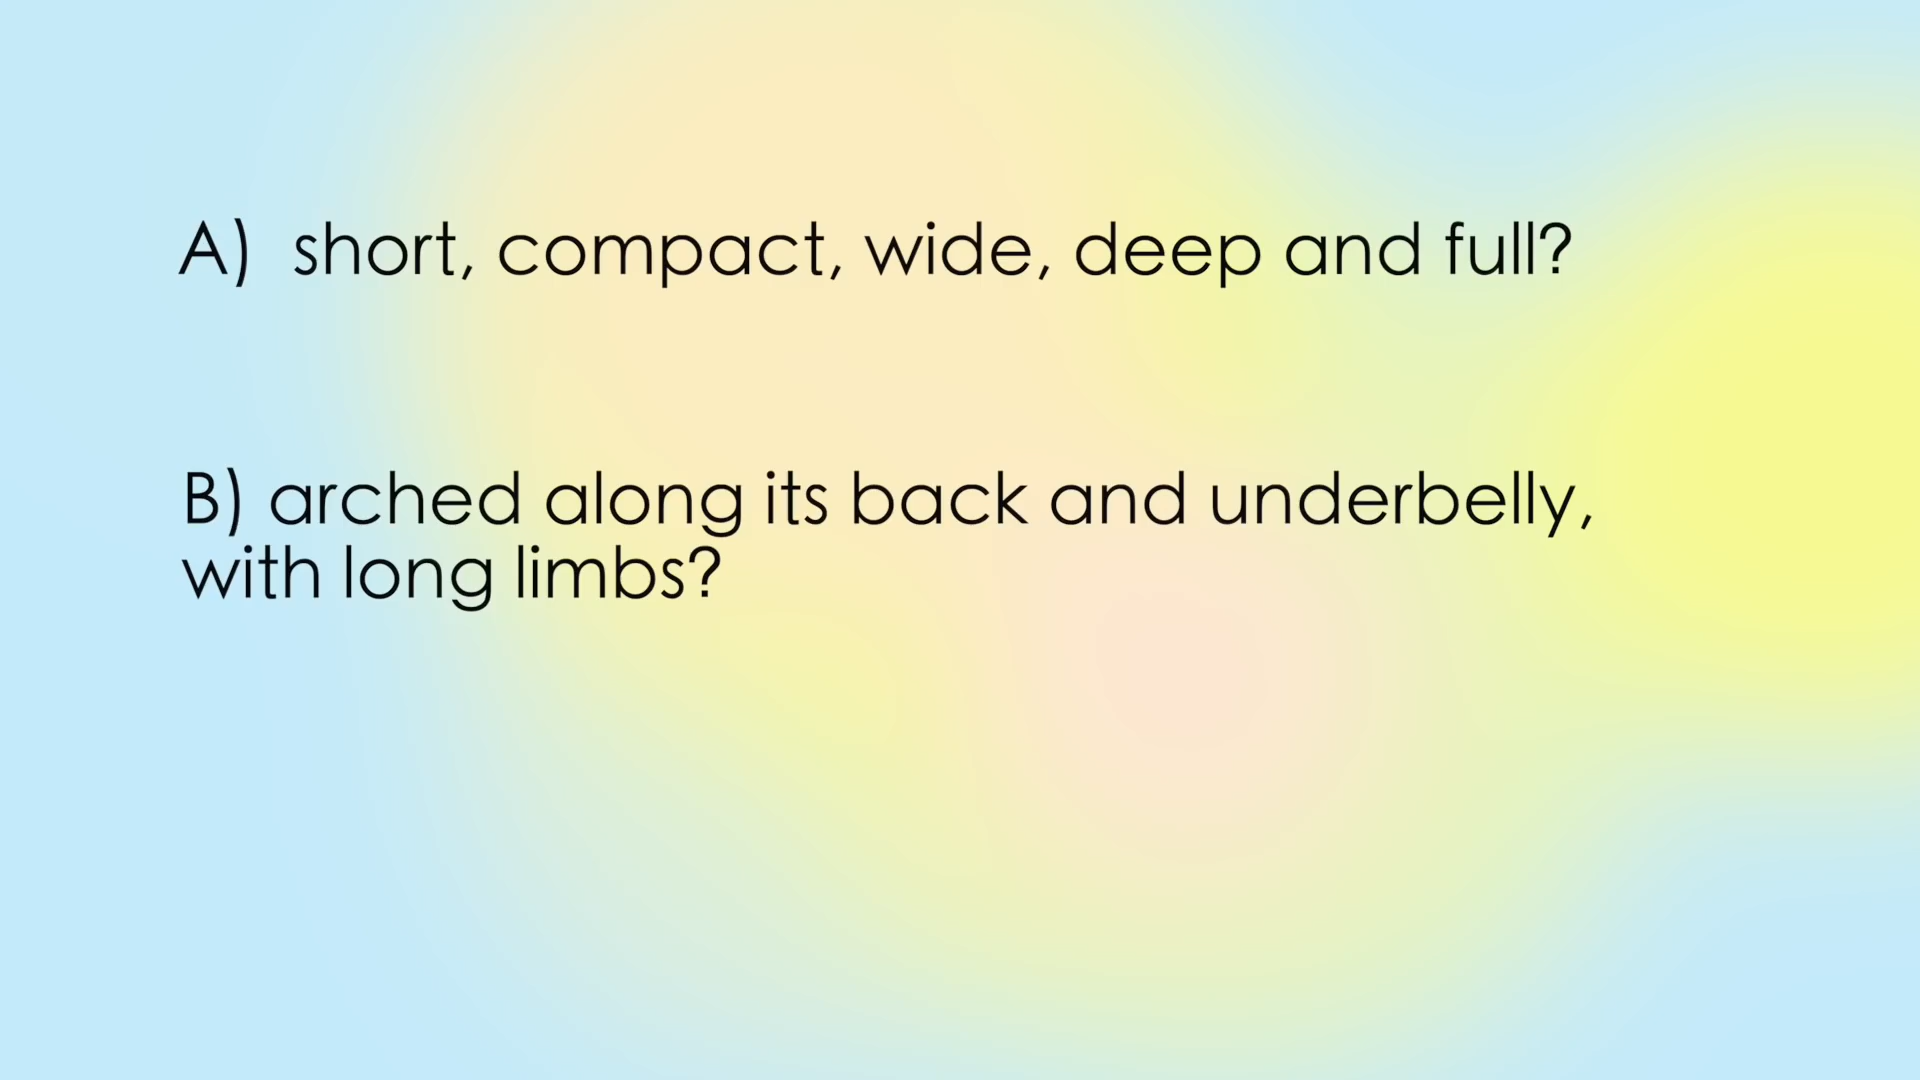 A) short, compact, wide, deep and full?
B) arched along its back and underbelly,
with long limbs?